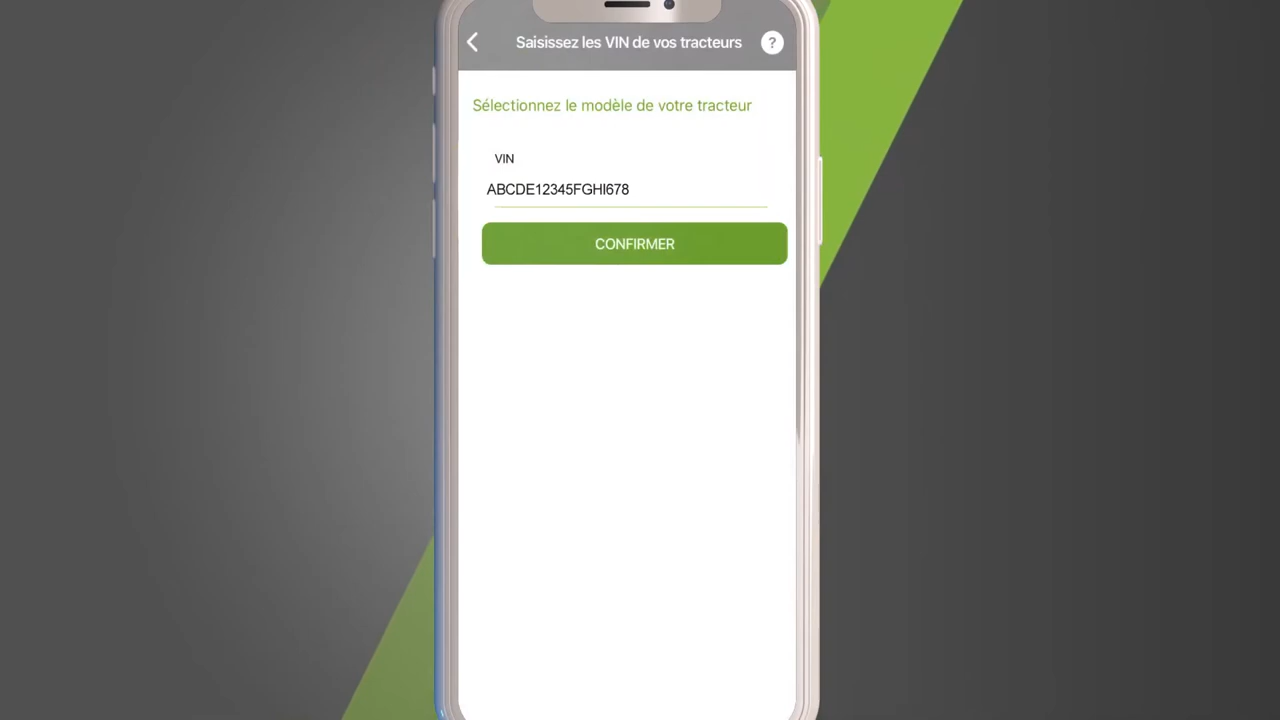 Saisissez les VIN de vos tracteurs
?
Sélectionnez le modèle de votre tracteur
VIN
ABCDE12345FGHI678
CONFIRMER